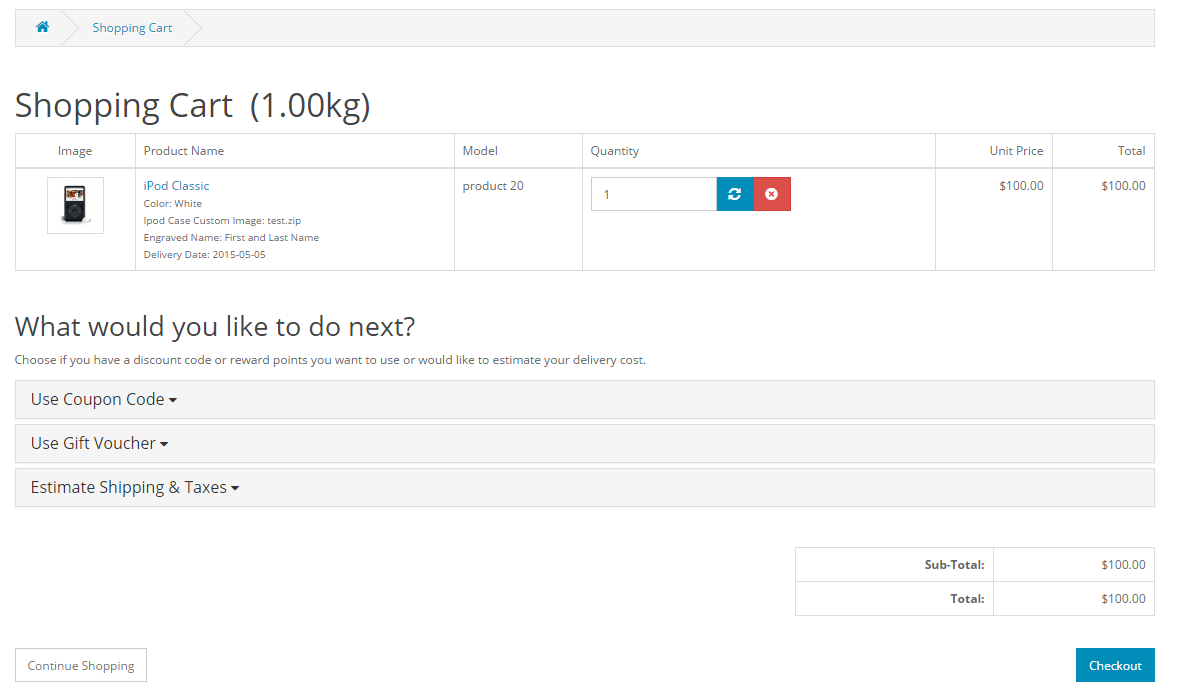 Shopping Cart
Shopping Cart (1.00kg)
Image Product Name Model Quantity Unit Price Total
iPod Classic product 20 1 $100.00 $100.00
Color: White
Ipod Case Custom Image: test.zip
Engraved Name: First and Last Name
Delivery Date: 2015-05-05
What would you like to do next?
Choose if you have a discount code or reward points you want to use or would like to estimate your delivery cost.
Use Coupon Code
Use Gift Voucher
Estimate Shipping & Taxes
Sub-Total: $100.00
Total: $100.00
Continue Shopping Checkout